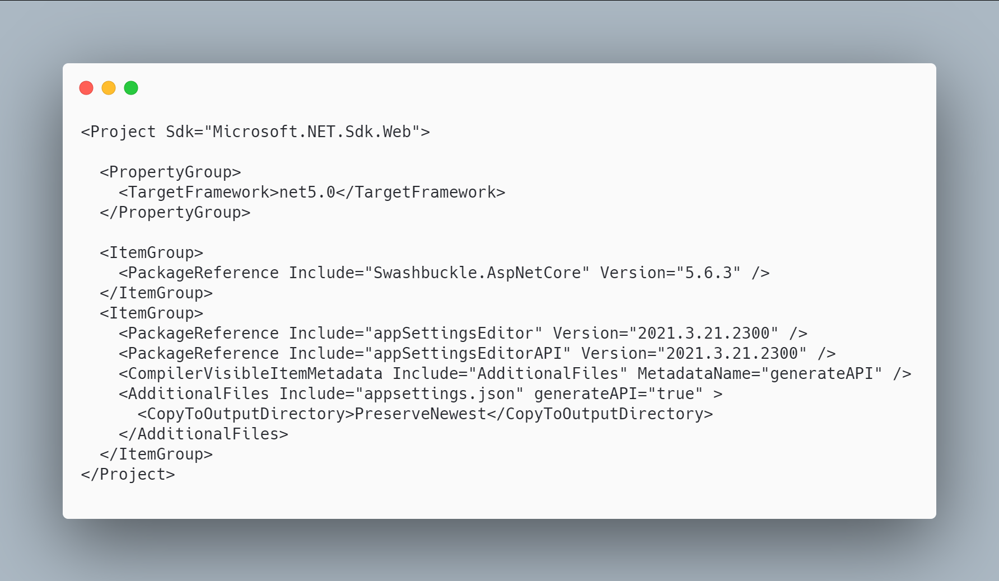 <Project Sdk="Microsoft.NET.Sdk.Web">

  <PropertyGroup>
    <TargetFramework>net5.0</TargetFramework>
  </PropertyGroup>

  <ItemGroup>
    <PackageReference Include="Swashbuckle.AspNetCore" Version="5.6.3" />
  </ItemGroup>
  <ItemGroup>
    <PackageReference Include="appSettingsEditor" Version="2021.3.21.2300" />
    <PackageReference Include="appSettingsEditorAPI" Version="2021.3.21.2300" />
    <CompilerVisibleItemMetadata Include="AdditionalFiles" MetadataName="generateAPI" />
    <AdditionalFiles Include="appsettings.json" generateAPI="true" >
      <CopyToOutputDirectory>PreserveNewest</CopyToOutputDirectory>
    </AdditionalFiles>
  </ItemGroup>
</Project>